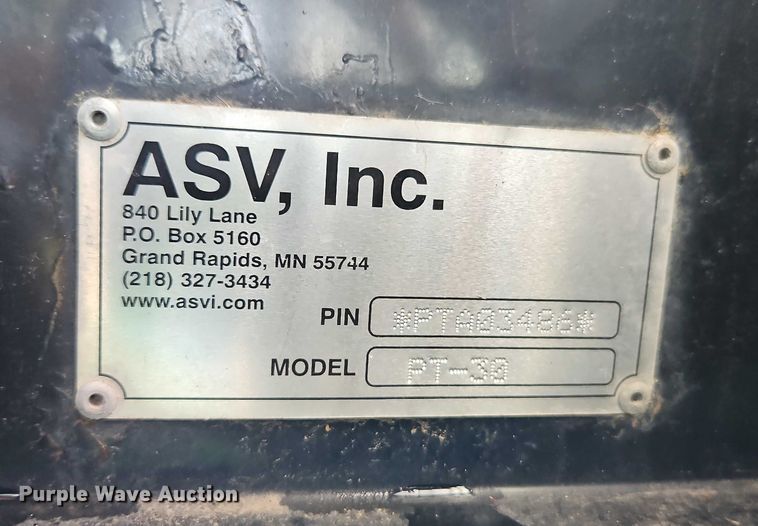 ASV, Inc.
840 Lily Lane
P.O. Box 5160
Grand Rapids, MN 55744
(218) 327-3434
www.asvi.com
PIN *PTA03486*
MODEL PT-30
Purple Wave Auction